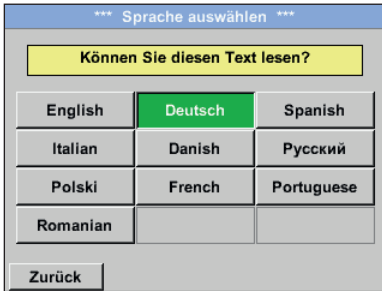 *** Sprache auswählen ***
Können Sie diesen Text lesen?
English Deutsch Spanish
Italian Danish Русский
Polski French Portuguese
Romanian
Zurück